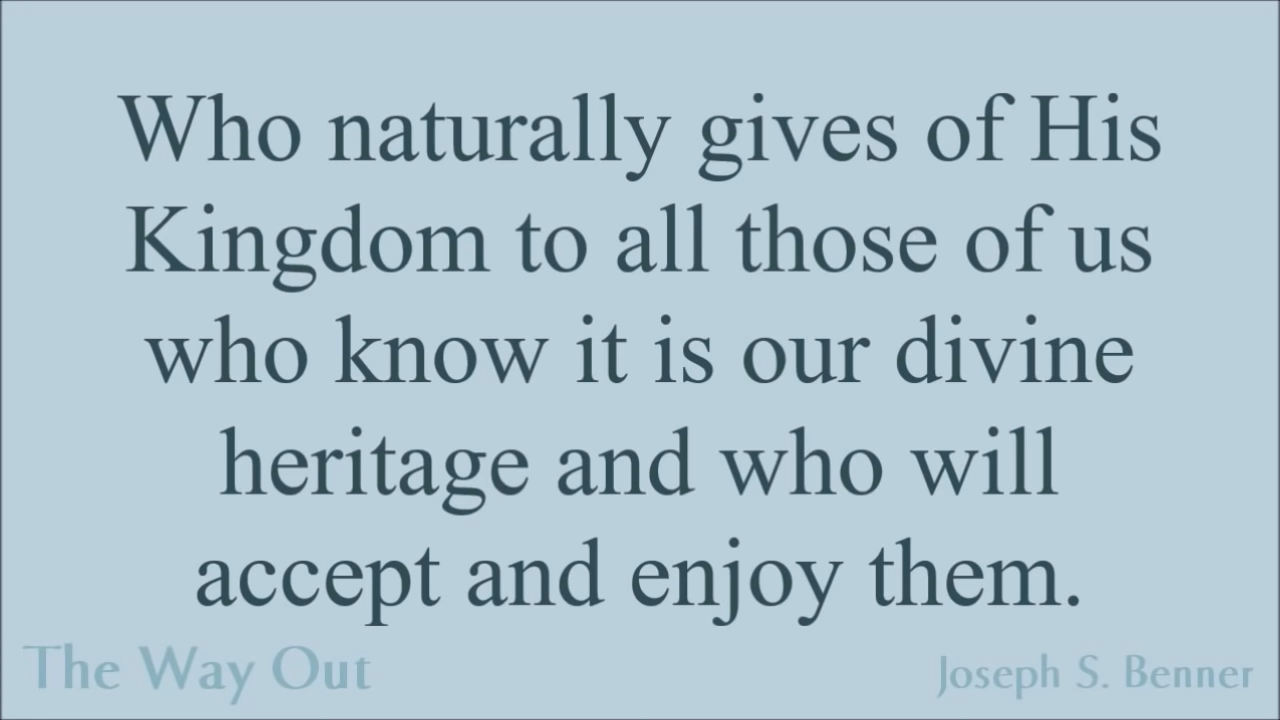 Who naturally gives of His
Kingdom to all those of us
who know it is our divine
heritage and who will
accept and enjoy them.
The Way Out
Joseph S. Benner